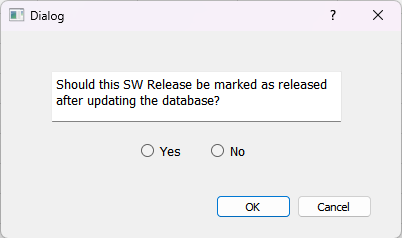 Dialog ?
Should this SW Release be marked as released
after updating the database?
Yes No
OK Cancel